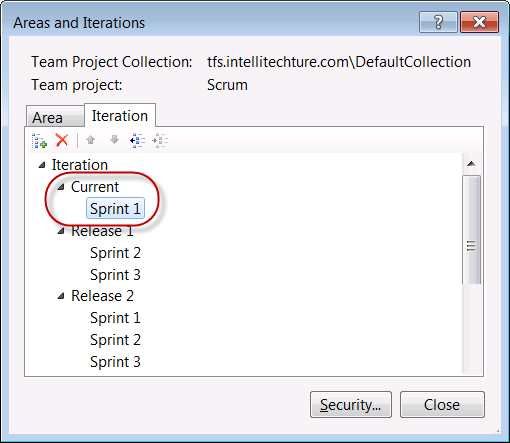 Areas and Iterations
?
Team Project Collection: tfs.intellitechture.com\DefaultCollection
Team project: Scrum
Area Iteration
Iteration
Current
Sprint 1
Release 1
Sprint 2
Sprint 3
Release 2
Sprint 1
Sprint 2
Sprint 3
Security... Close